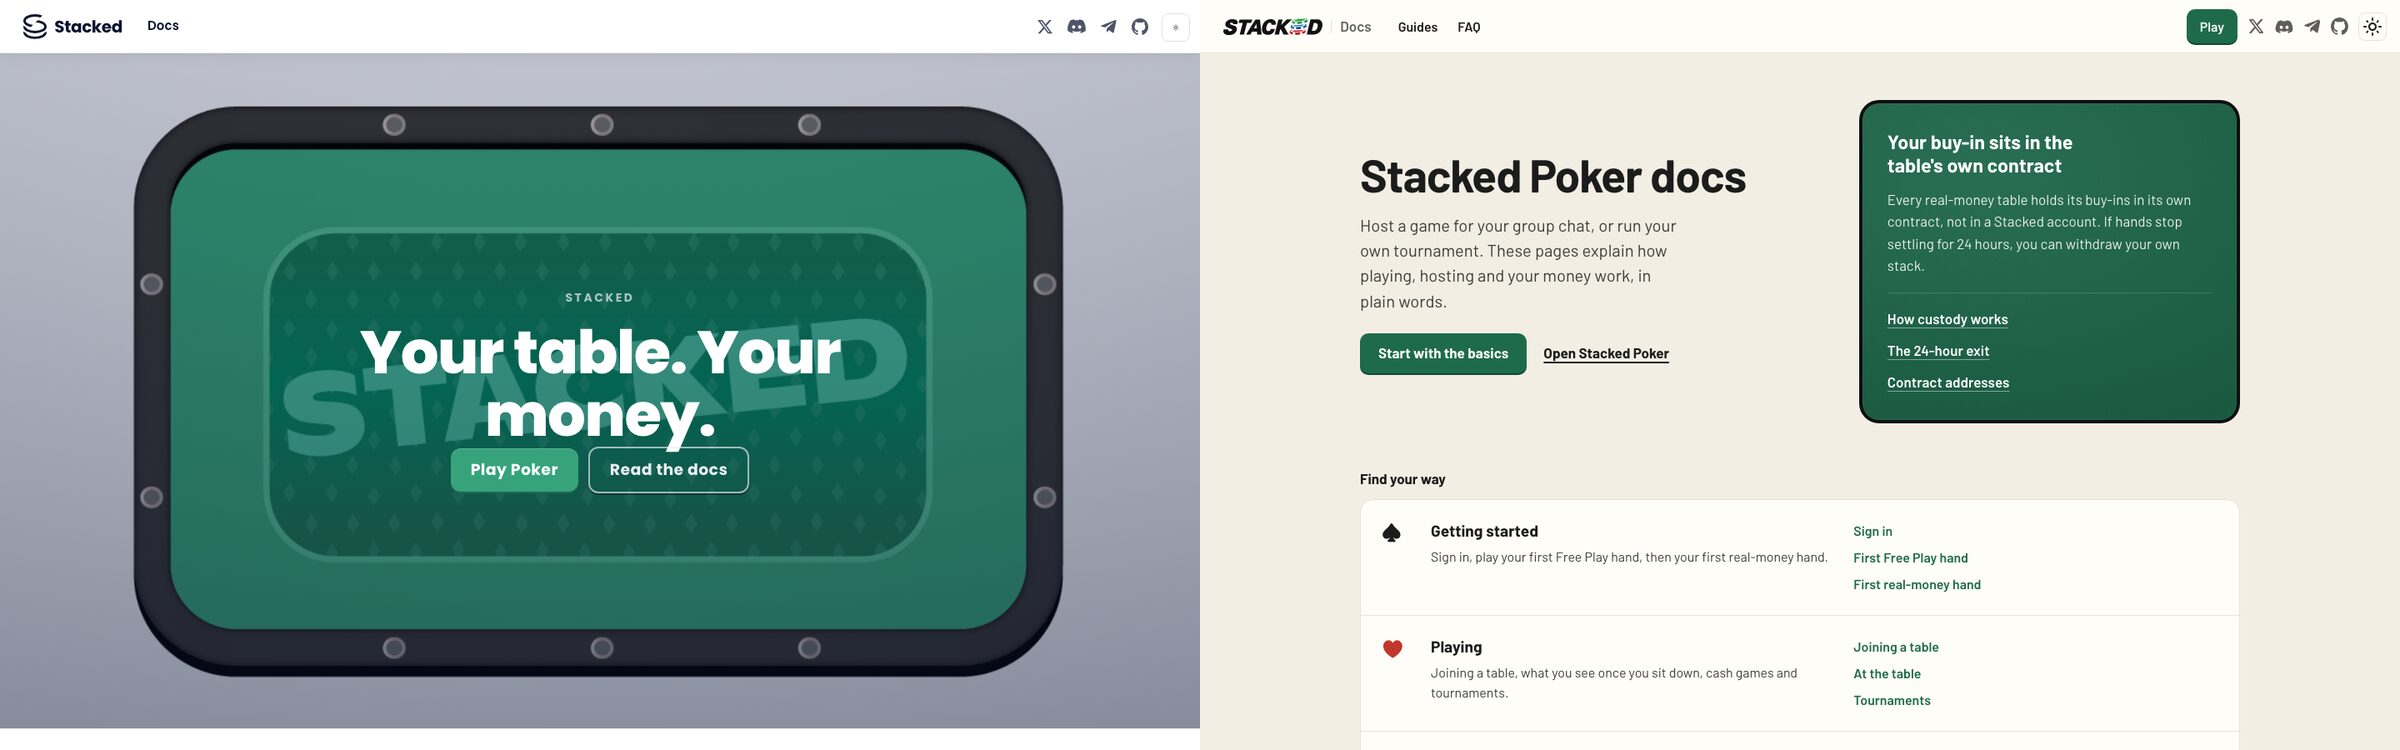 Stacked
Docs
STACKED
Your table. Your
money.
STACKED
Play Poker
Read the docs
STACKED
Docs
Guides
FAQ
Play
Stacked Poker docs
Host a game for your group chat, or run your
own tournament. These pages explain how
playing, hosting and your money work, in
plain words.
Start with the basics
Open Stacked Poker
Your buy-in sits in the
table's own contract
Every real-money table holds its buy-ins in its own
contract, not in a Stacked account. If hands stop
settling for 24 hours, you can withdraw your own
stack.
How custody works
The 24-hour exit
Contract addresses
Find your way
Getting started
Sign in, play your first Free Play hand, then your first real-money hand.
Sign in
First Free Play hand
First real-money hand
Playing
Joining a table, what you see once you sit down, cash games and
tournaments.
Joining a table
At the table
Tournaments